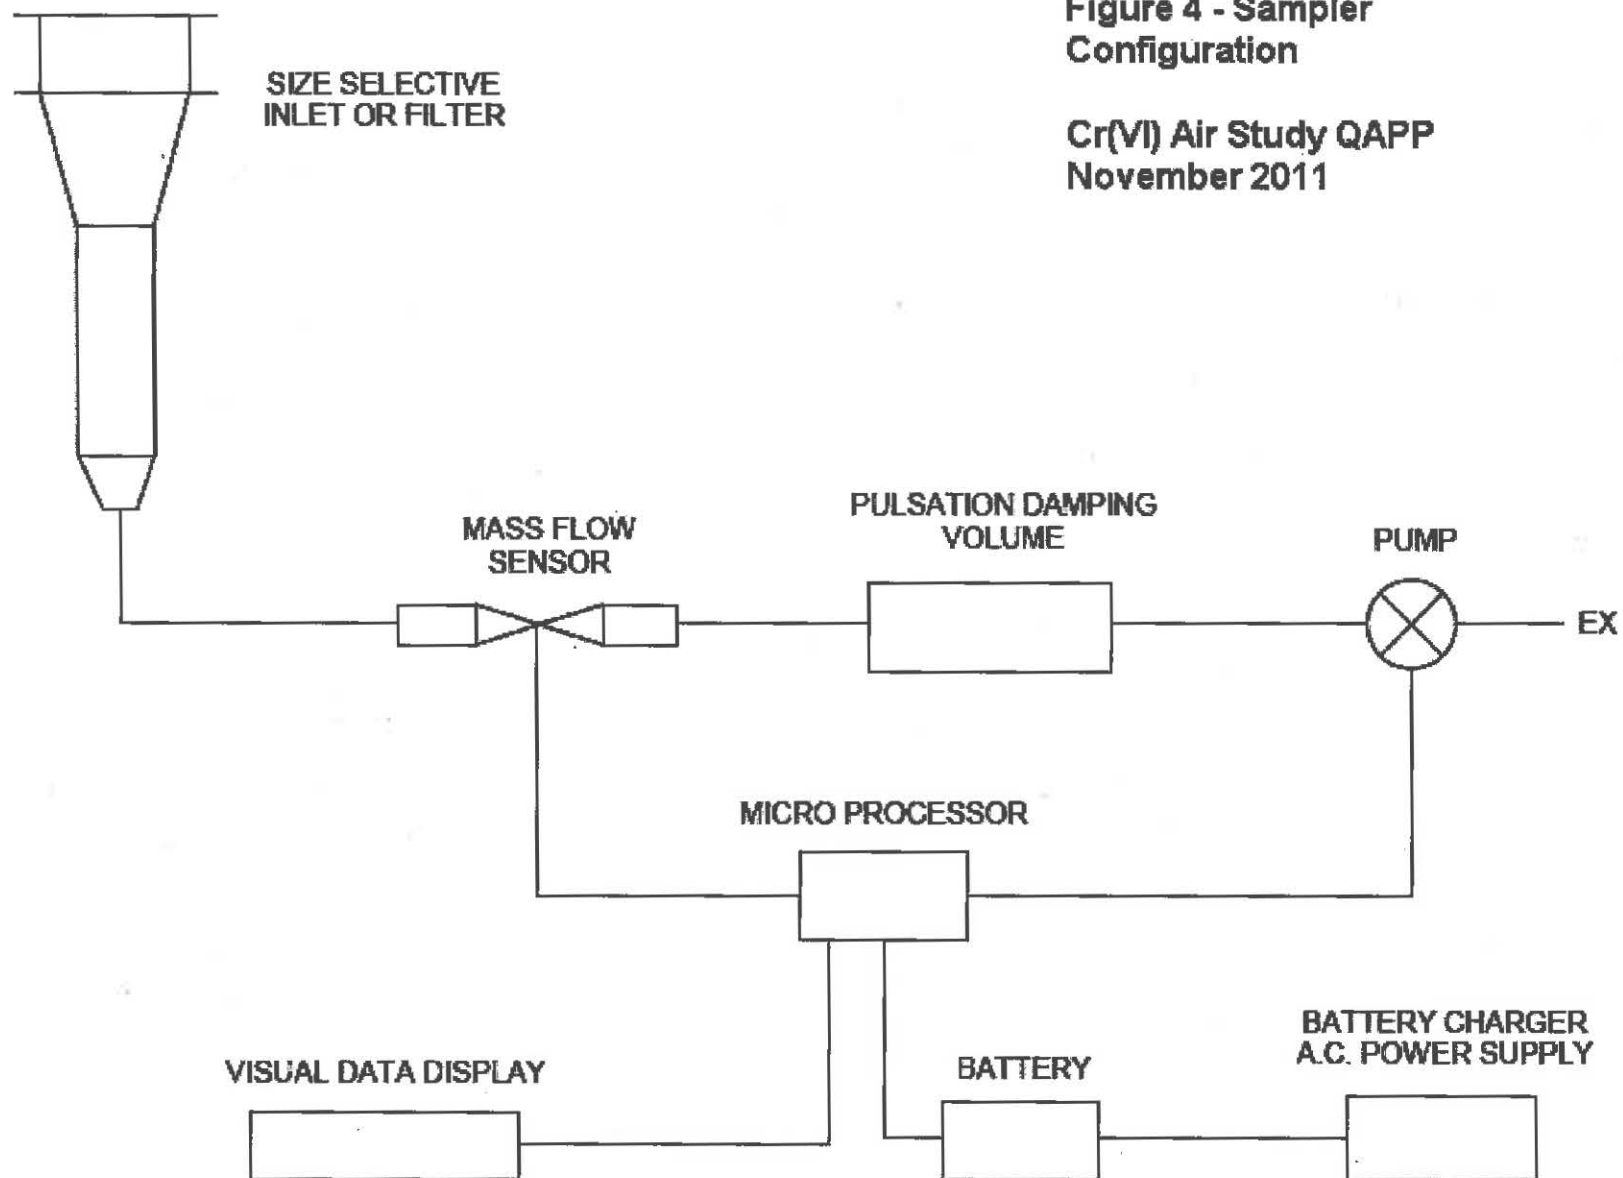 Figure 4 - Sampler
Configuration
Cr(VI) Air Study QAPP
November 2011
SIZE SELECTIVE
INLET OR FILTER
MASS FLOW
SENSOR
PULSATION DAMPING
VOLUME
PUMP
EX
MICRO PROCESSOR
VISUAL DATA DISPLAY
BATTERY
BATTERY CHARGER
A.C. POWER SUPPLY